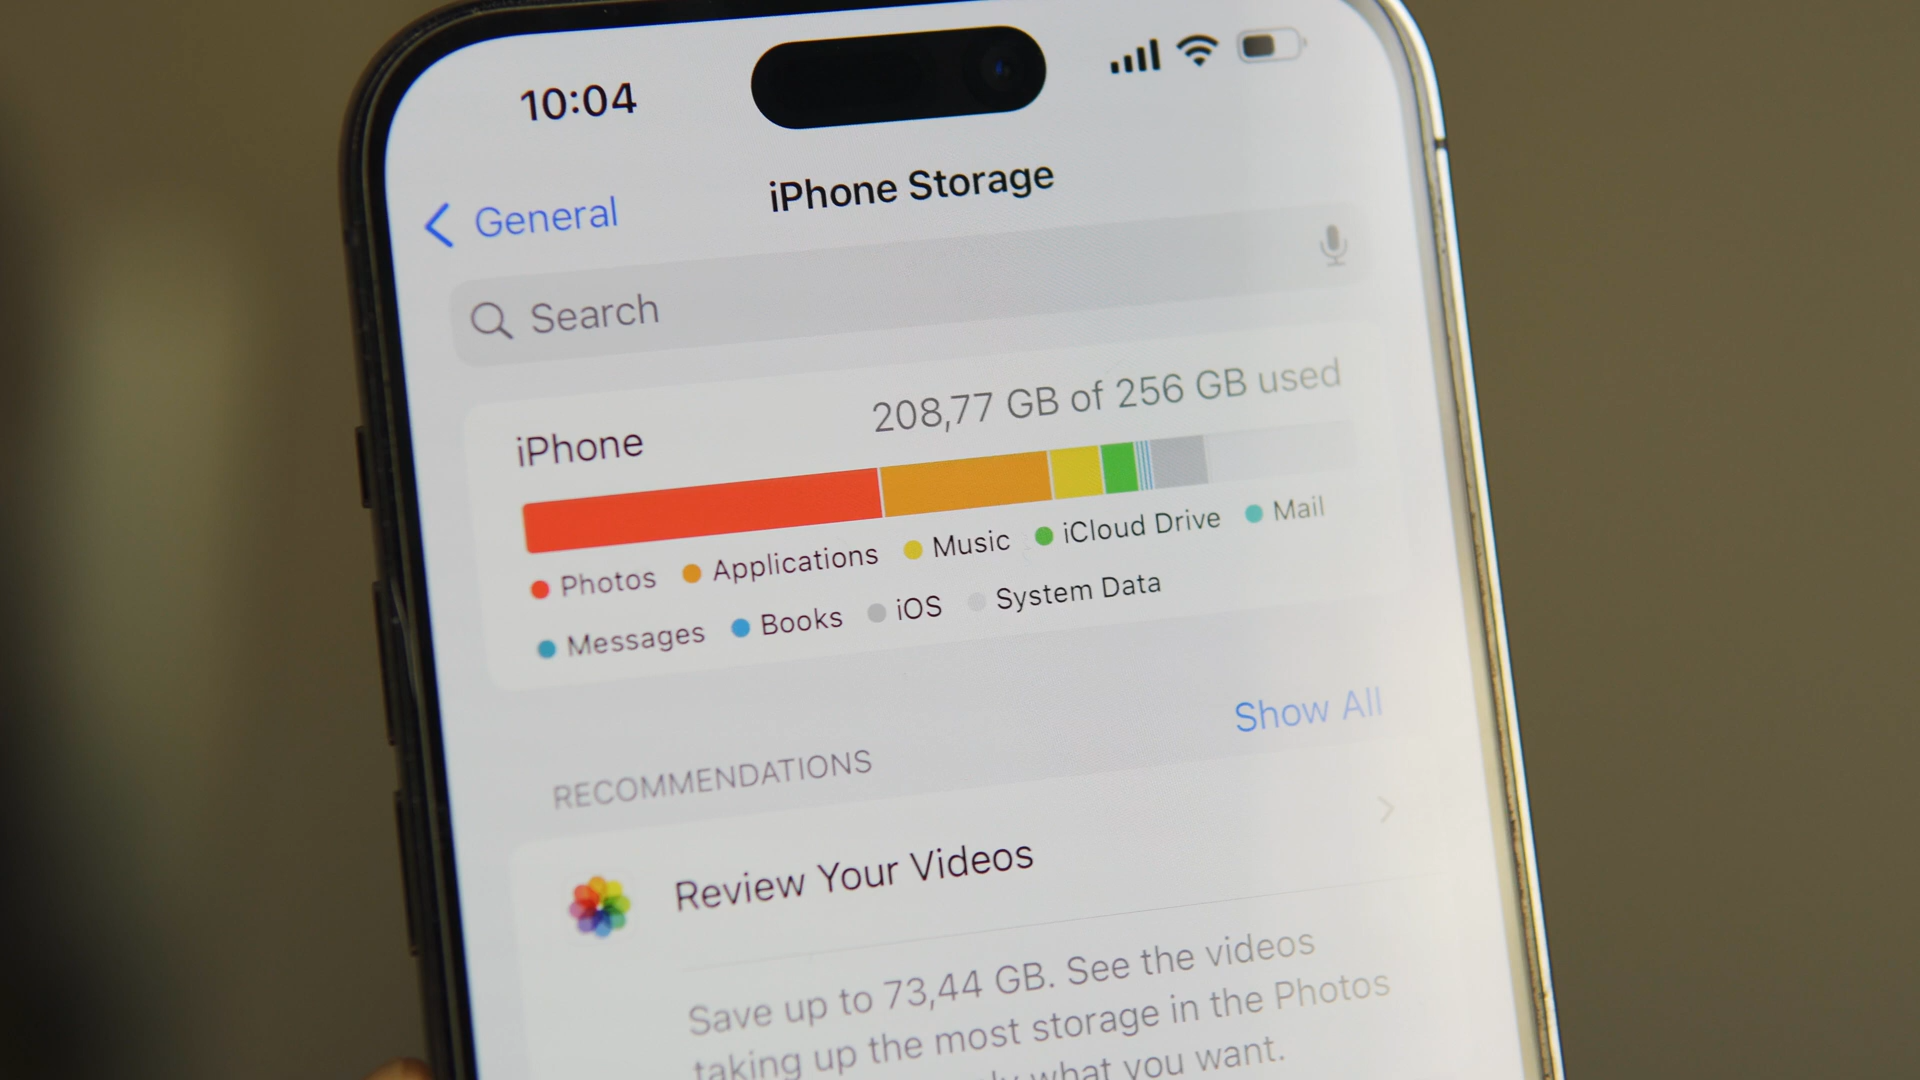 10:04
General
iPhone Storage
Search
iPhone
208,77 GB of 256 GB used
Photos Applications Music iCloud Drive Mail
Messages Books iOS System Data
RECOMMENDATIONS
Show All
Review Your Videos
Save up to 73,44 GB. See the videos
taking up the most storage in the Photos
what you want.